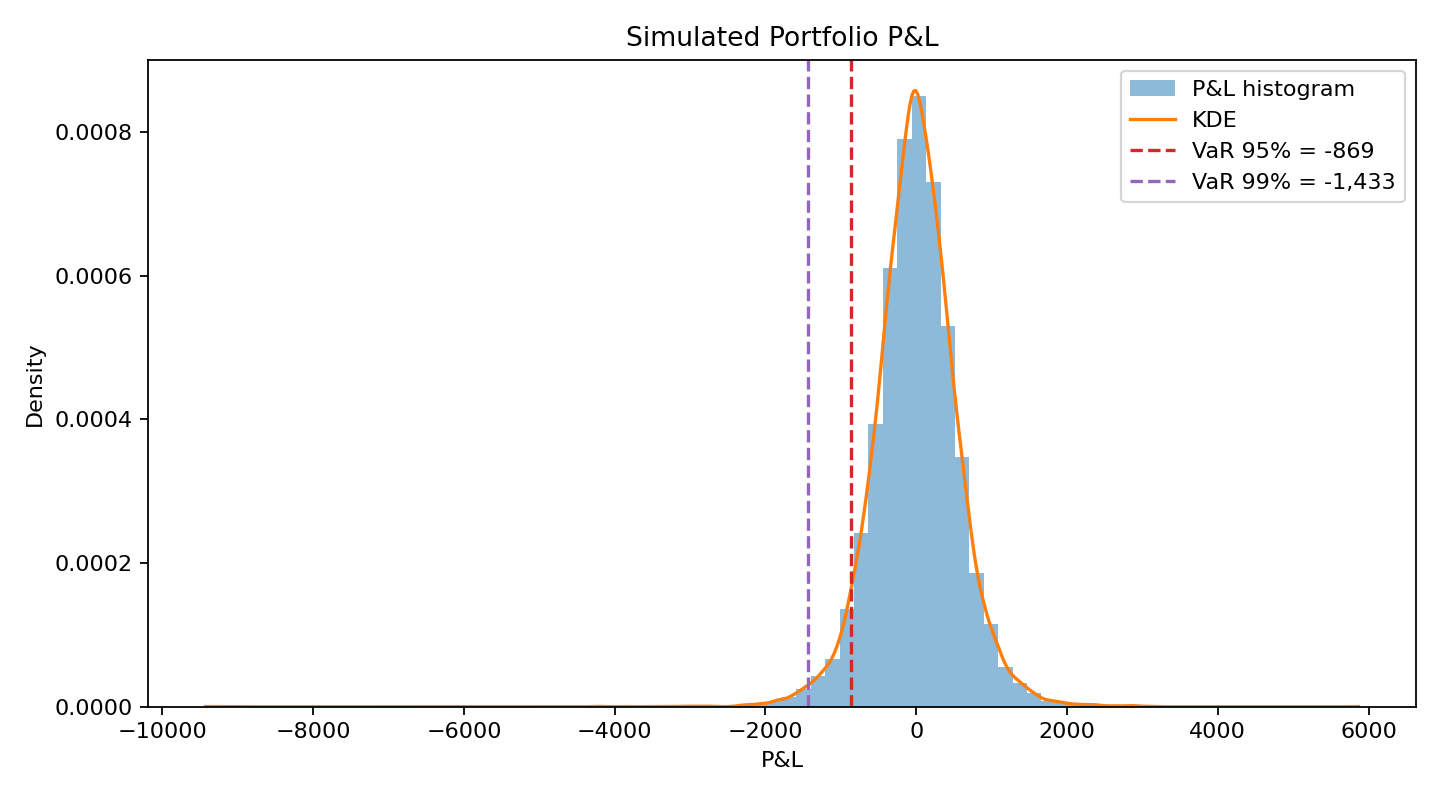 Simulated Portfolio P&L
P&L histogram
KDE
VaR 95% = -869
VaR 99% = -1,433
Density
0.0008
0.0006
0.0004
0.0002
0.0000
−10000 −8000 −6000 −4000 −2000 0 2000 4000 6000
P&L